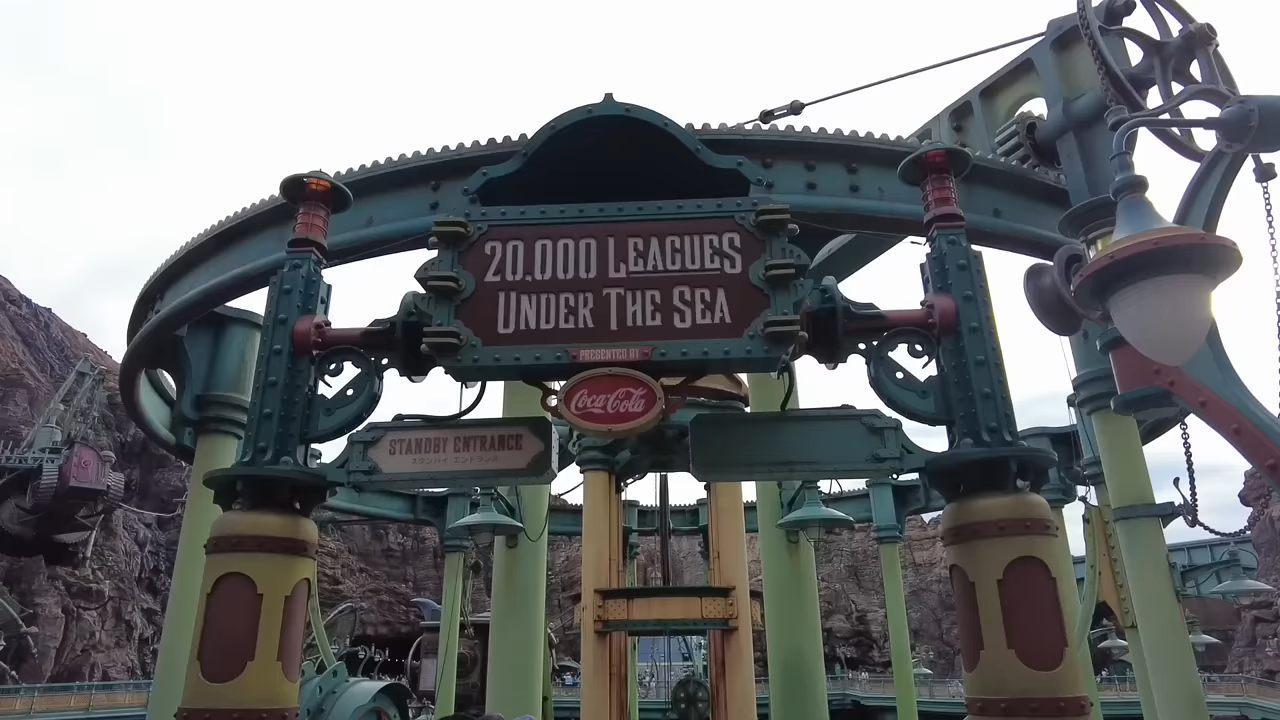 20,000 LEAGUES
UNDER THE SEA
PRESENTED BY
Coca-Cola
STANDBY ENTRANCE
スタンバイ エントランス